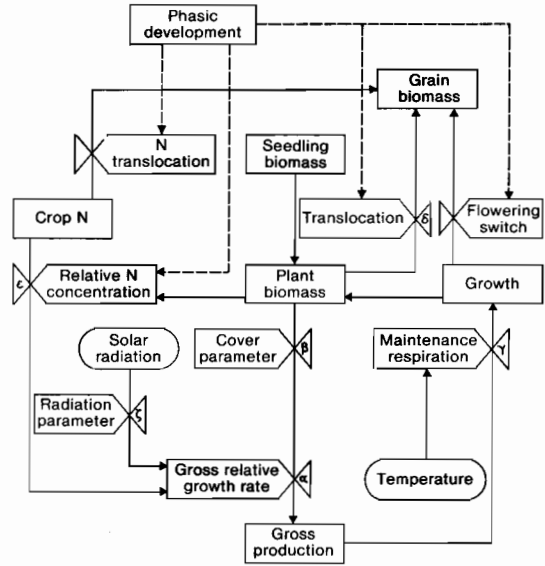 Phasic
development
Grain
biomass
N
translocation
Seedling
biomass
Crop N
Translocation
δ
Flowering
switch
ε
Relative N
concentration
Plant
biomass
Growth
Solar
radiation
Cover
parameter
β
Maintenance
respiration
γ
Radiation
parameter
ζ
Gross relative
growth rate
α
Temperature
Gross
production